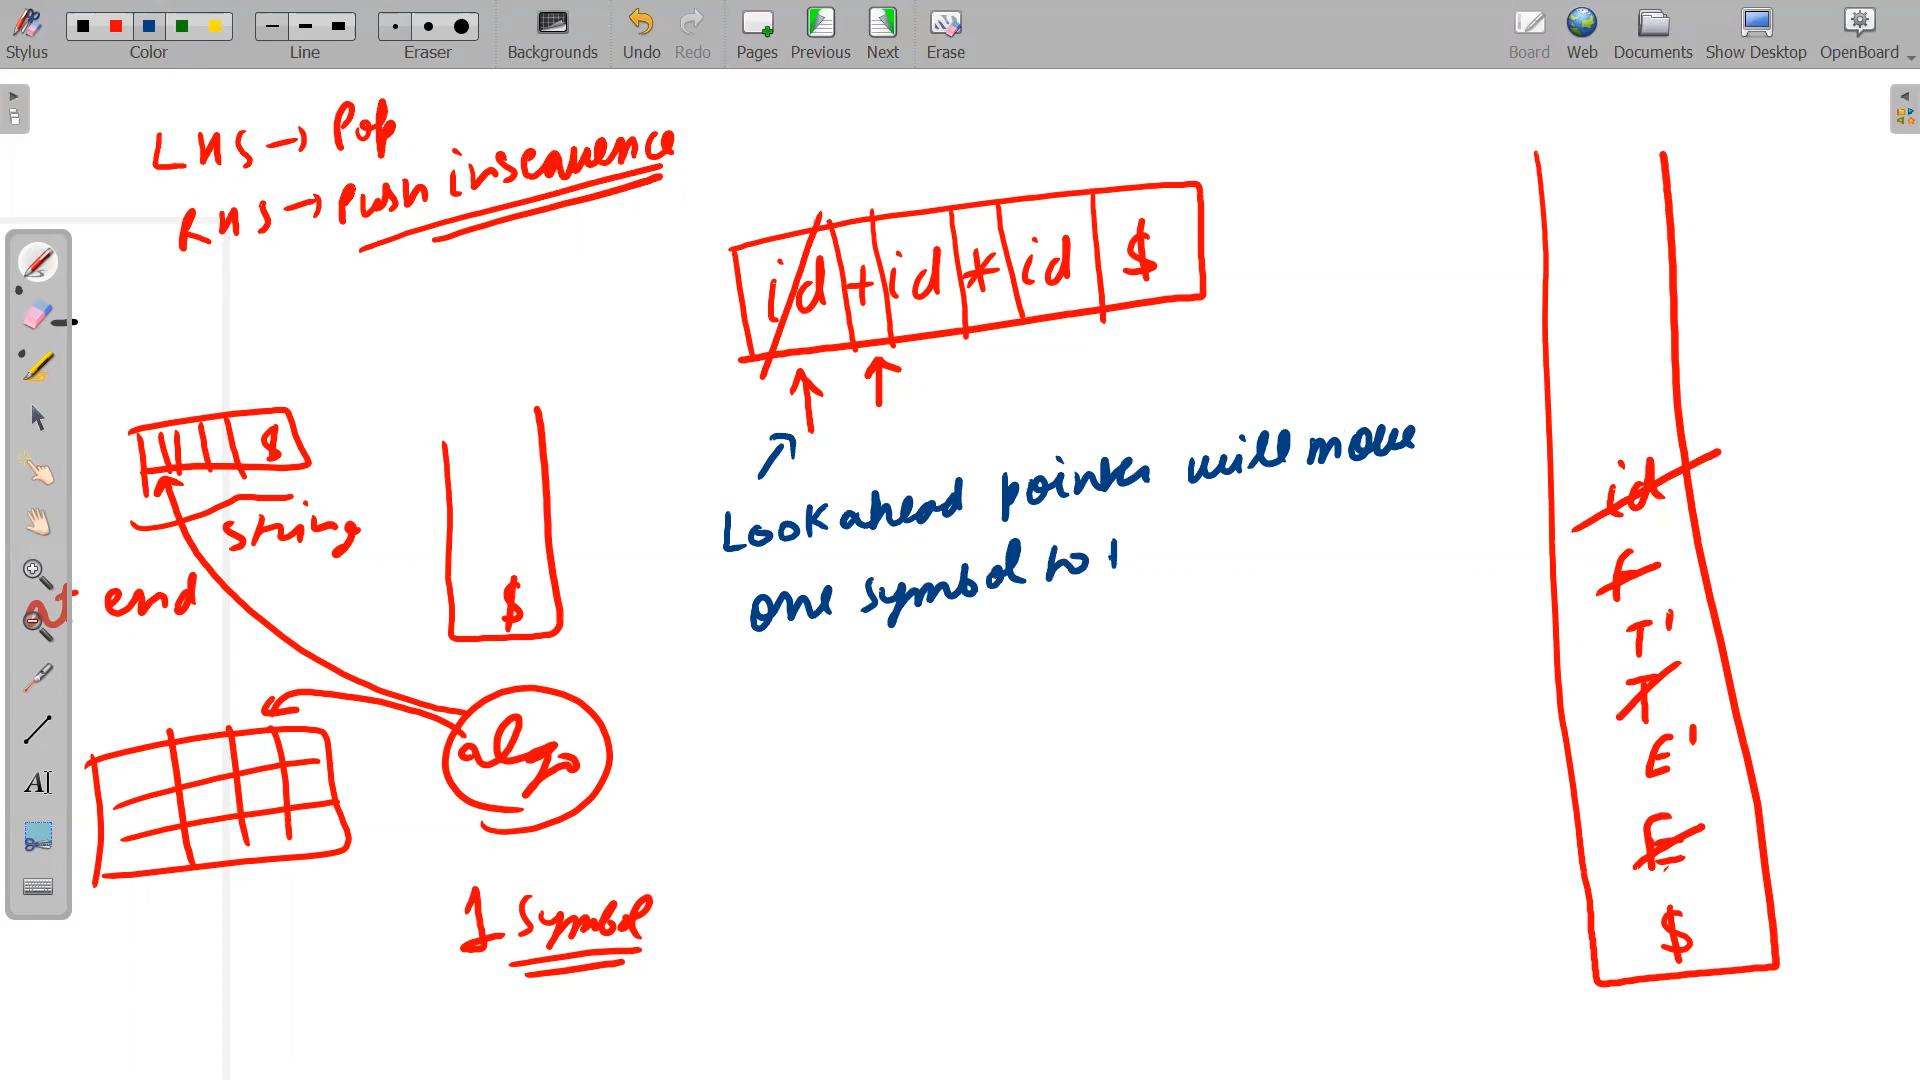 Stylus
Color
Line
Eraser
Backgrounds
Undo
Redo
Pages
Previous
Next
Erase
Board
Web
Documents
Show Desktop
OpenBoard
LHS → Pop
RHS → Push insequence
id + id * id $
$
string
at end
$
algo
1 symbol
Lookahead pointer will move
one symbol to
id
F
T'
T
E'
E
$
AI